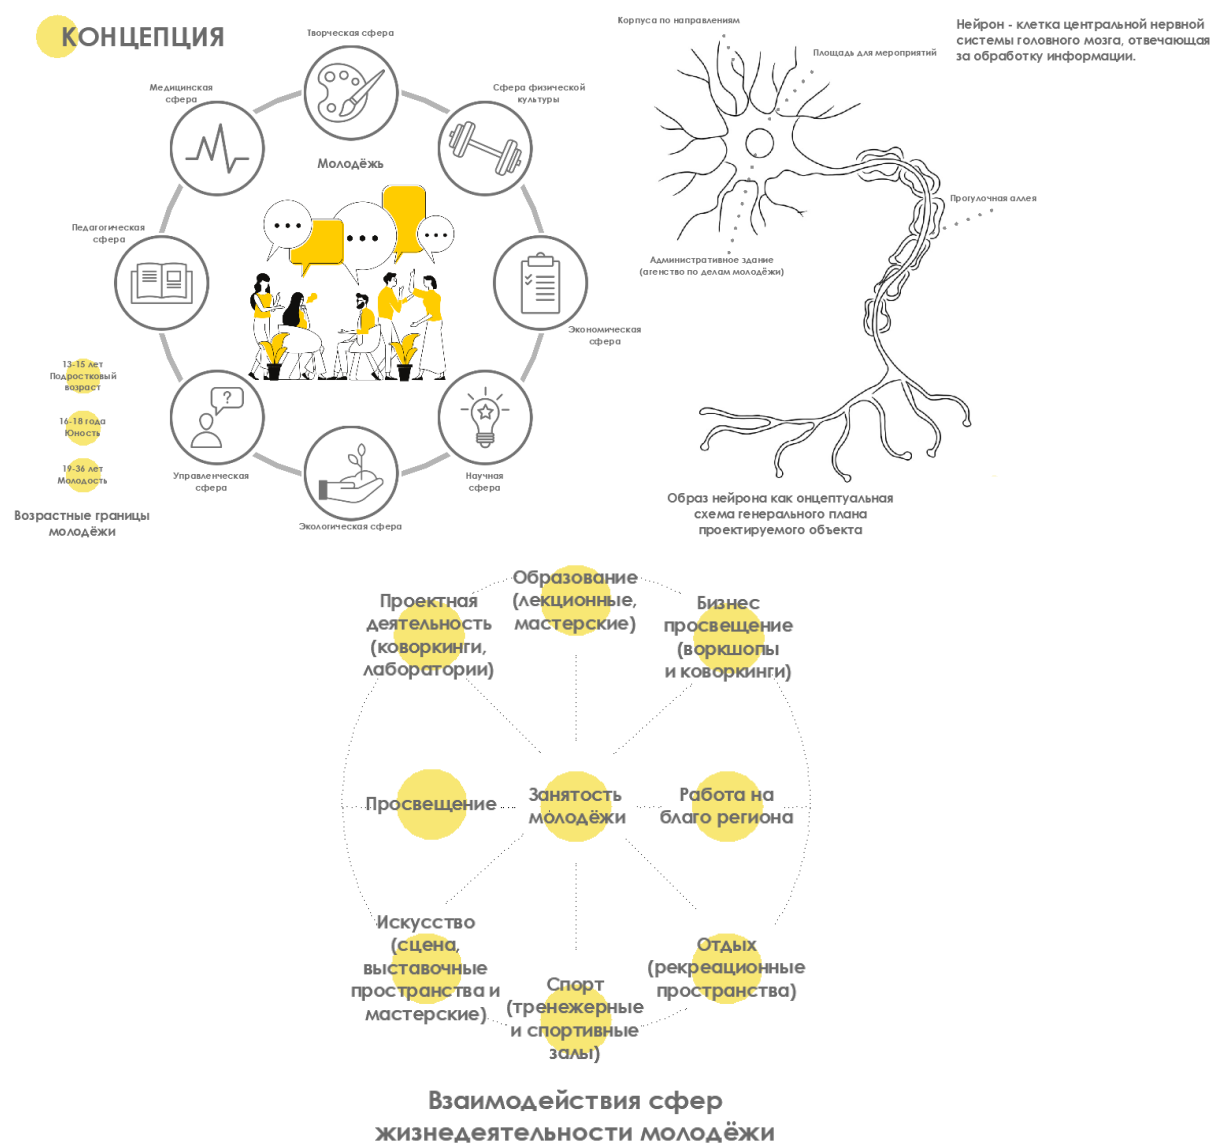 КОНЦЕПЦИЯ
Творческая сфера
Медицинская
сфера
Сфера физической
культуры
Молодёжь
Педагогическая
сфера
Экономическая
сфера
13-15 лет
Подростковый
возраст
16-18 года
Юность
19-36 лет
Молодость
Возрастные границы
молодёжи
?
Управленческая
сфера
Экологическая сфера
Научная
сфера
Корпуса по направлениям
Площадь для мероприятий
Нейрон - клетка центральной нервной
системы головного мозга, отвечающая
за обработку информации.
Прогулочная аллея
Административное здание
(агенство по делам молодёжи)
Образ нейрона как онцептуальная
схема генерального плана
проектируемого объекта
Образование
(лекционные,
мастерские)
Проектная
деятельность
(коворкинги,
лаборатории)
Бизнес
просвещение
(воркшопы
и коворкинги)
Просвещение
Занятость
молодёжи
Работа на
благо региона
Искусство
(сцена,
выставочные
пространства и
мастерские)
Спорт
(тренежерные
и спортивные
залы)
Отдых
(рекреационные
пространства)
Взаимодействия сфер
жизнедеятельности молодёжи